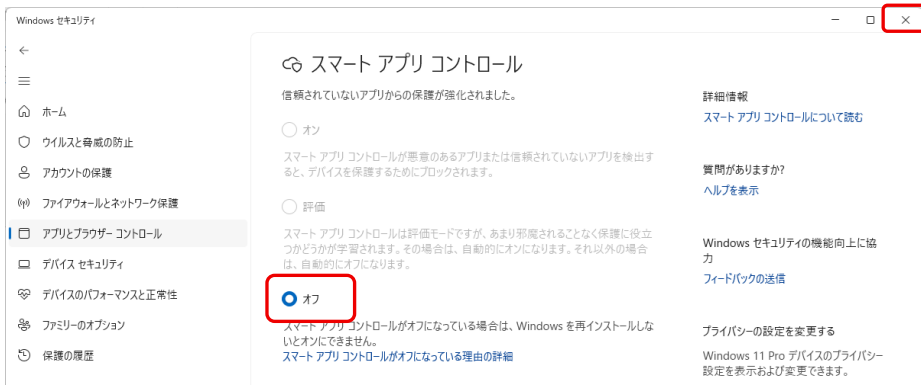 Windows セキュリティ
ホーム
ウイルスと脅威の防止
アカウントの保護
ファイアウォールとネットワーク保護
アプリとブラウザー コントロール
デバイス セキュリティ
デバイスのパフォーマンスと正常性
ファミリーのオプション
保護の履歴
スマート アプリ コントロール
信頼されていないアプリからの保護が強化されました。
オン
スマート アプリ コントロールが悪意のあるアプリまたは信頼されていないアプリを検出す
ると、デバイスを保護するためにブロックされます。
評価
スマート アプリ コントロールは評価モードですが、あまり邪魔されることなく保護に役立
つかどうかが学習されます。その場合は、自動的にオンになります。それ以外の場合
は、自動的にオフになります。
オフ
スマート アプリ コントロールがオフになっている場合は、Windows を再インストールしな
いとオンにできません。
スマート アプリ コントロールがオフになっている理由の詳細
詳細情報
スマート アプリ コントロールについて読む
質問がありますか?
ヘルプを表示
Windows セキュリティの機能向上に協
力
フィードバックの送信
プライバシーの設定を変更する
Windows 11 Pro デバイスのプライバシー
設定を表示および変更できます。